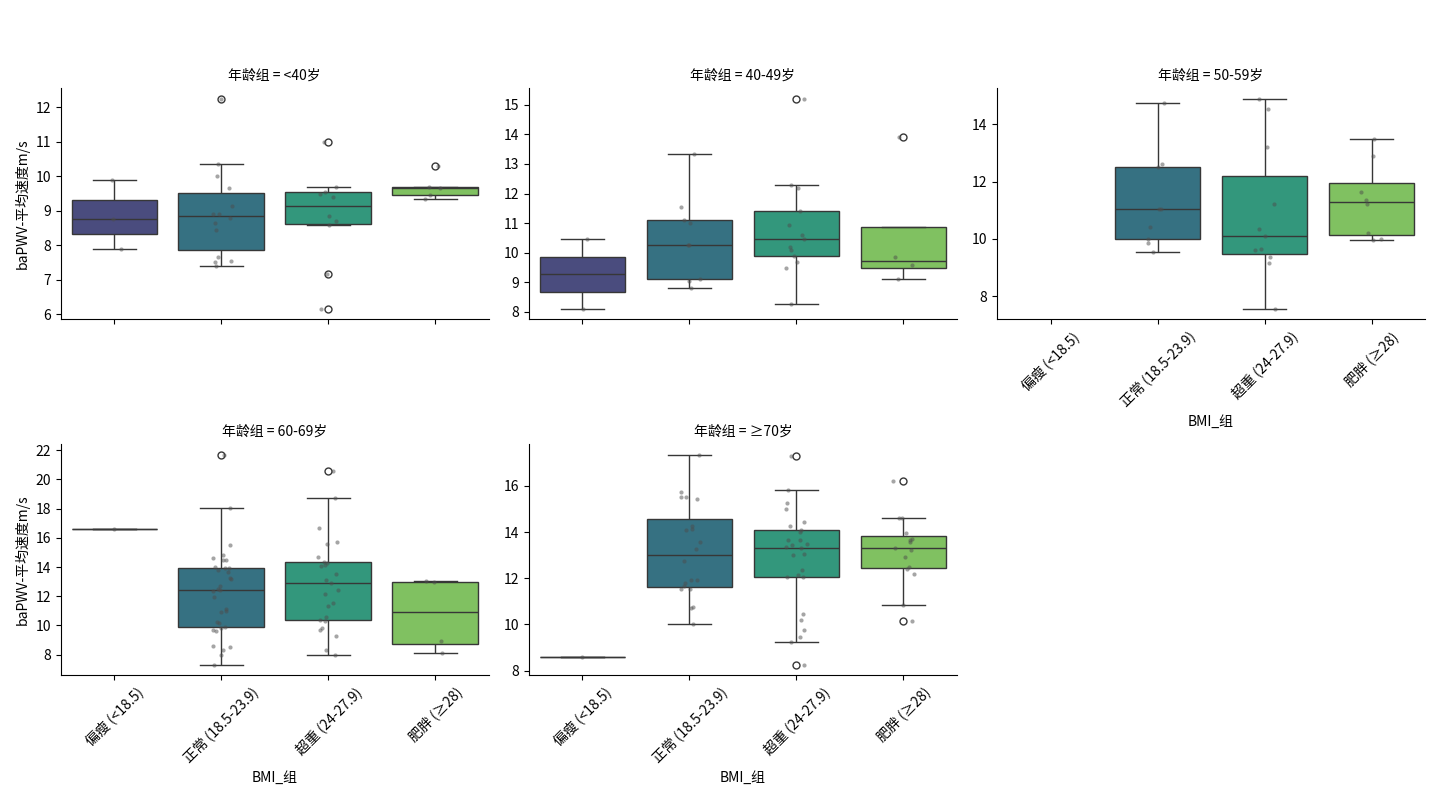 年龄组 = <40岁
年龄组 = 40-49岁
年龄组 = 50-59岁
baPWV-平均速度m/s
12
11
10
9
8
7
6
15
14
13
12
11
10
9
8
14
12
10
8
偏瘦 (<18.5)
正常 (18.5-23.9)
超重 (24-27.9)
肥胖 (≥28)
BMI_组
年龄组 = 60-69岁
年龄组 = ≥70岁
baPWV-平均速度m/s
22
20
18
16
14
12
10
8
16
14
12
10
8
偏瘦 (<18.5)
正常 (18.5-23.9)
超重 (24-27.9)
肥胖 (≥28)
偏瘦 (<18.5)
正常 (18.5-23.9)
超重 (24-27.9)
肥胖 (≥28)
BMI_组
BMI_组